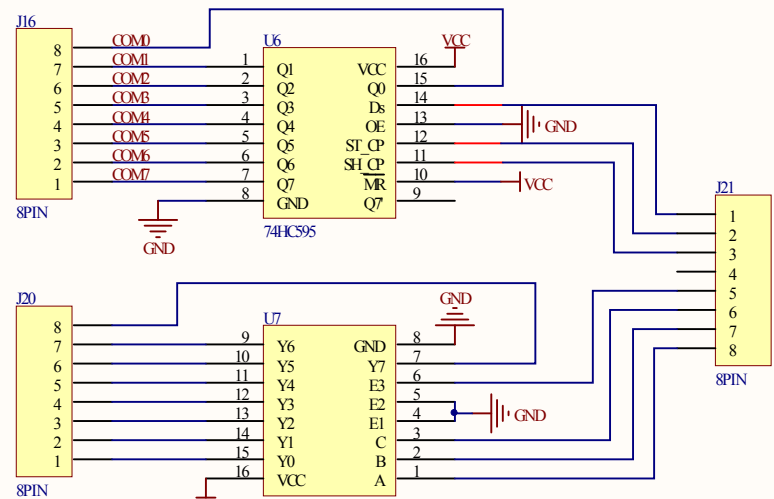 J16
8 COM0
7 COM1
6 COM2
5 COM3
4 COM4
3 COM5
2 COM6
1 COM7
8PIN
GND
U6
VCC
1 Q1 VCC 16
2 Q2 Q0 15
3 Q3 Ds 14
4 Q4 OE 13
5 Q5 ST_CP 12
6 Q6 SH_CP 11
7 Q7 MR 10
8 GND Q7' 9
74HC595
GND
VCC
J21
1
2
3
4
5
6
7
8
8PIN
J20
8
7
6
5
4
3
2
1
8PIN
U7
GND
9 Y6 GND 8
10 Y5 Y7 7
11 Y4 E3 6
12 Y3 E2 5
13 Y2 E1 4
14 Y1 C 3
15 Y0 B 2
16 VCC A 1
GND